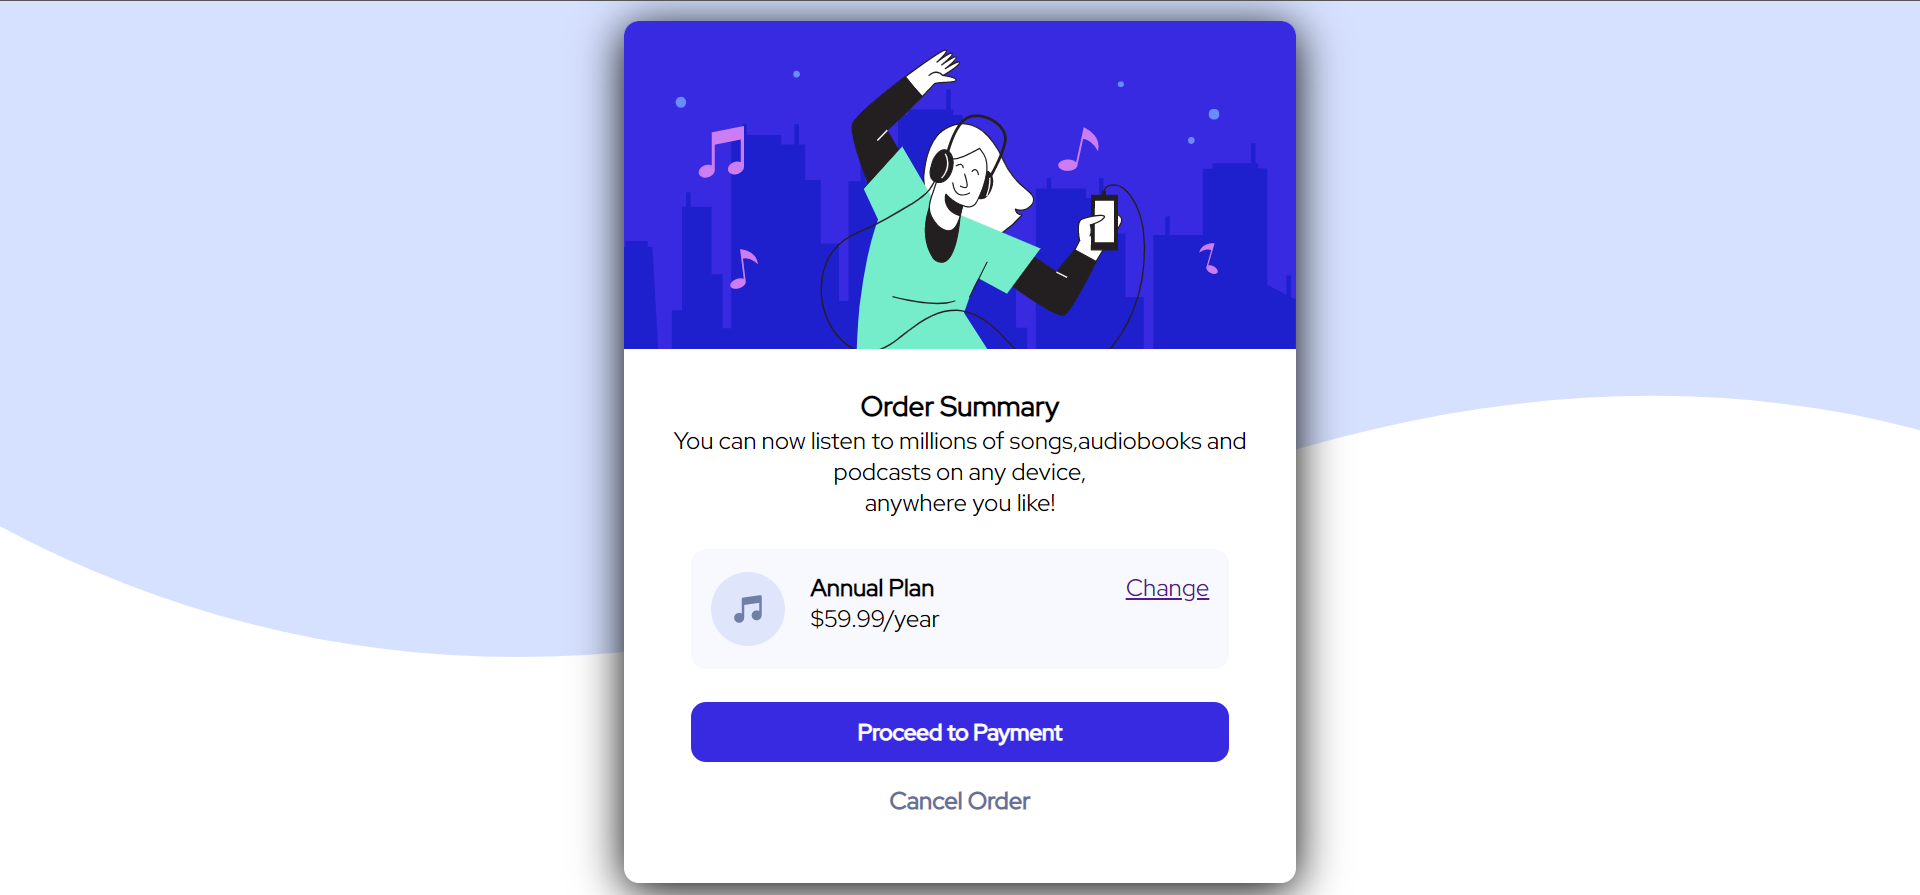 Order Summary
You can now listen to millions of songs,audiobooks and
podcasts on any device,
anywhere you like!
Annual Plan
Change
$59.99/year
Proceed to Payment
Cancel Order